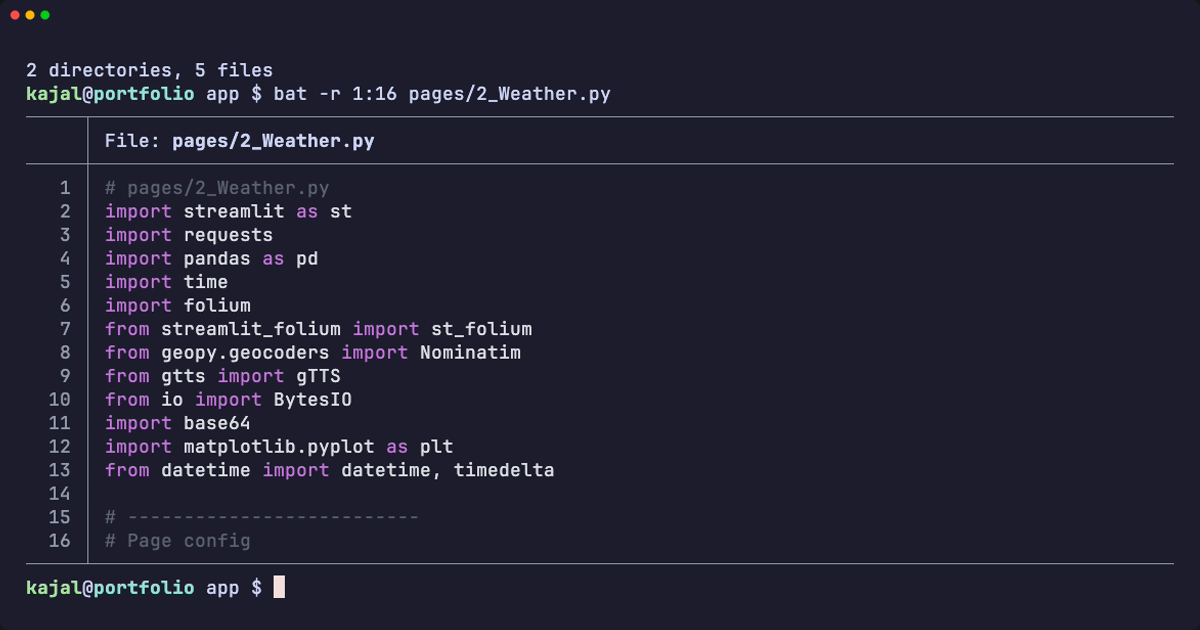 2 directories, 5 files
kajal@portfolio app $ bat -r 1:16 pages/2_Weather.py
File: pages/2_Weather.py
1 # pages/2_Weather.py
2 import streamlit as st
3 import requests
4 import pandas as pd
5 import time
6 import folium
7 from streamlit_folium import st_folium
8 from geopy.geocoders import Nominatim
9 from gtts import gTTS
10 from io import BytesIO
11 import base64
12 import matplotlib.pyplot as plt
13 from datetime import datetime, timedelta
14
15 # --------------------------
16 # Page config
kajal@portfolio app $